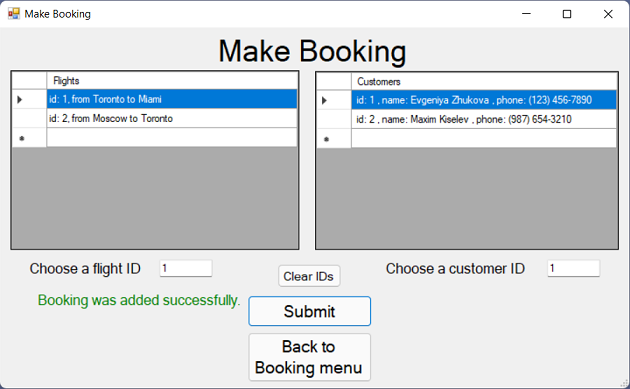 Make Booking
Make Booking
Flights
id: 1, from Toronto to Miami
id: 2, from Moscow to Toronto
Customers
id: 1 , name: Evgeniya Zhukova , phone: (123) 456-7890
id: 2 , name: Maxim Kiselev , phone: (987) 654-3210
Choose a flight ID 1
Choose a customer ID 1
Clear IDs
Booking was added successfully.
Submit
Back to
Booking menu